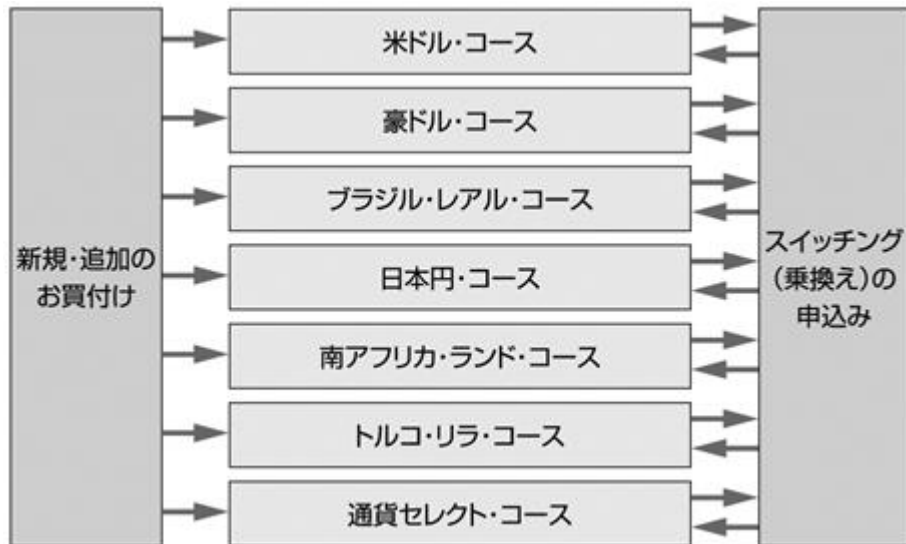 新規・追加の
お買付け
米ドル・コース
豪ドル・コース
ブラジル・レアル・コース
日本円・コース
南アフリカ・ランド・コース
トルコ・リラ・コース
通貨セレクト・コース
スイッチング
(乗換え)の
申込み